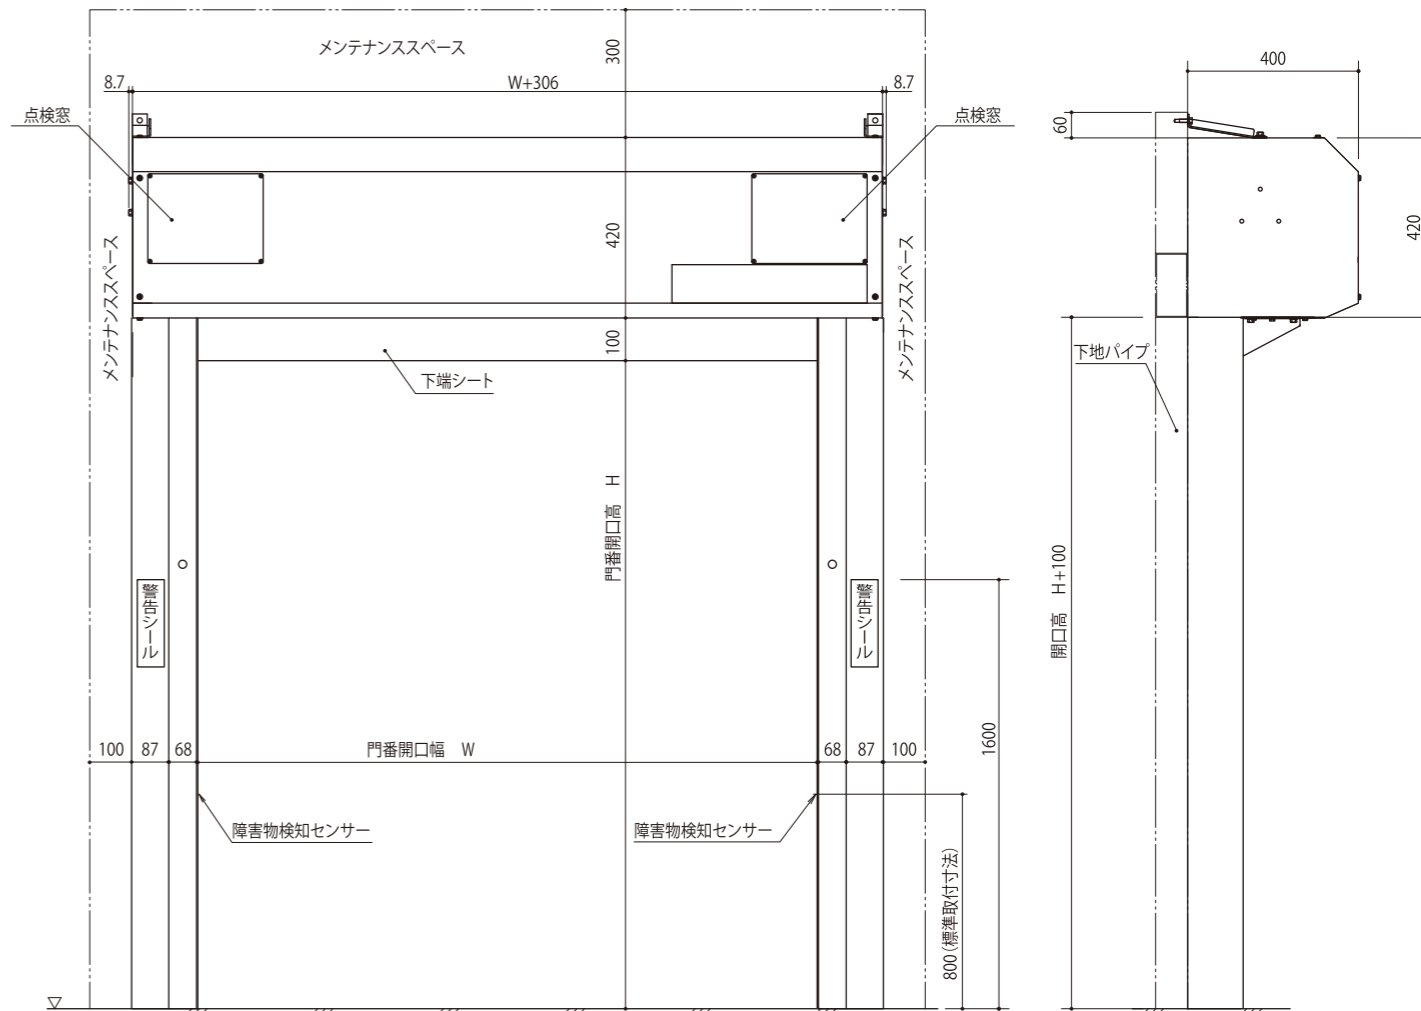 メンテナンススペース
300
400
8.7
W+306
8.7
点検窓
点検窓
60
420
420
メンテナンススペース
メンテナンススペース
100
下端シート
下地パイプ
門番開口高 H
開口高 H+100
警告シール
警告シール
1600
100
87
68
門番開口幅 W
68
87
100
障害物検知センサー
障害物検知センサー
800(標準取付寸法)